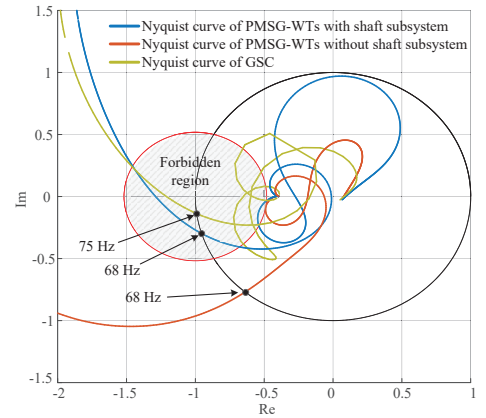 Nyquist curve of PMSG-WTs with shaft subsystem
Nyquist curve of PMSG-WTs without shaft subsystem
Nyquist curve of GSC
1.5
1
0.5
0
-0.5
-1
-1.5
Im
Forbidden
region
75 Hz
68 Hz
68 Hz
-2
-1.5
-1
-0.5
0
0.5
1
Re